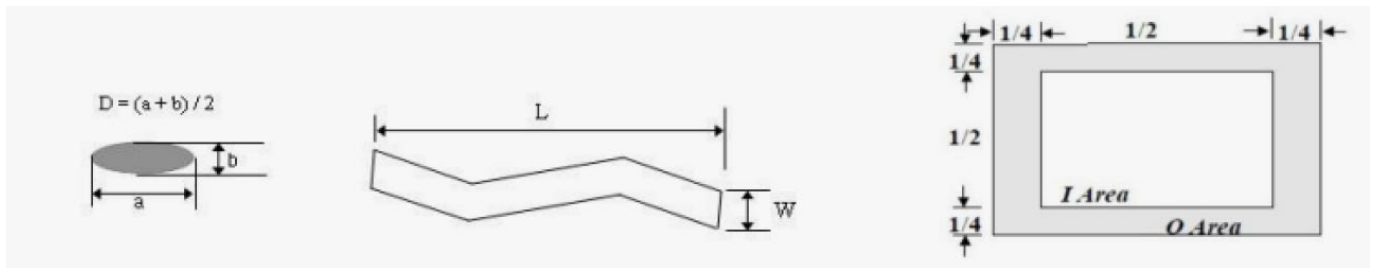 D = (a + b) / 2
b
a
L
W
1/4 1/2 1/4
1/4
1/2
I Area
1/4
O Area